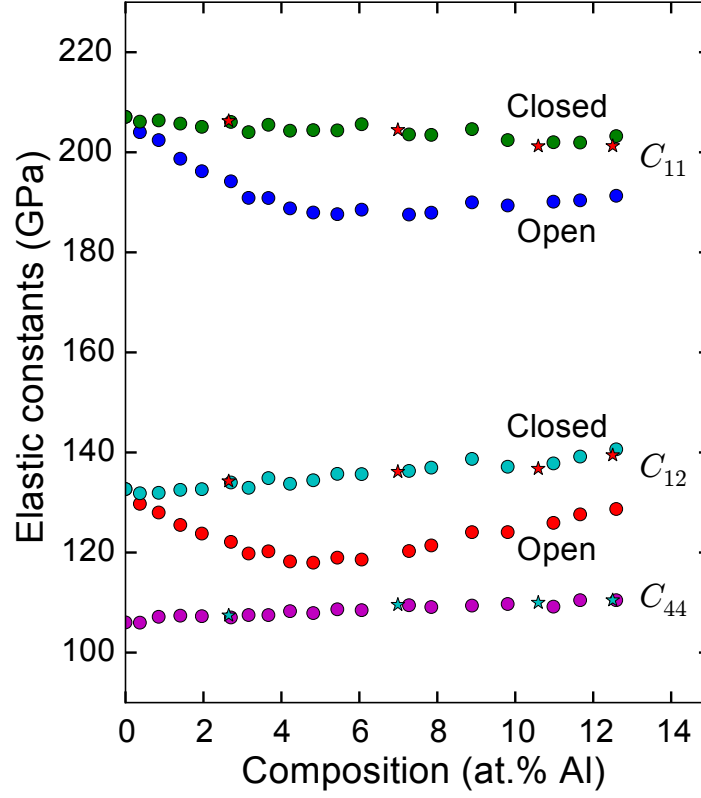 220
200
180
160
140
120
100
Elastic constants (GPa)
Closed
C11
Open
Closed
C12
Open
C44
0 2 4 6 8 10 12 14
Composition (at.% Al)